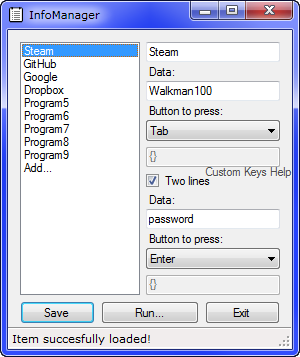 InfoManager
Steam
GitHub
Google
Dropbox
Program5
Program6
Program7
Program8
Program9
Add...
Steam
Data:
Walkman100
Button to press:
Tab
{}
Custom Keys Help
Two lines
Data:
password
Button to press:
Enter
{}
Save
Run...
Exit
Item succesfully loaded!